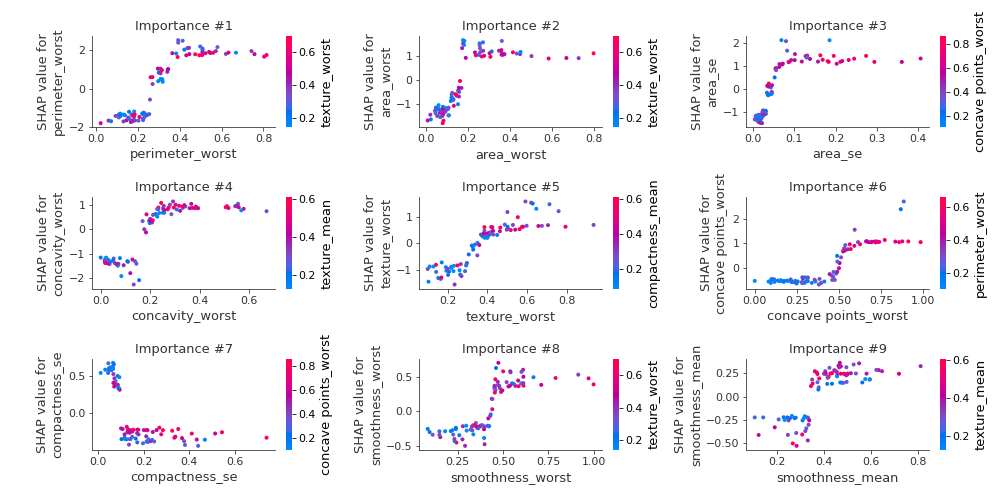 Importance #1
SHAP value for
perimeter_worst
2
0
−2
0.0 0.2 0.4 0.6 0.8
perimeter_worst
0.6
0.4
0.2
texture_worst
Importance #2
SHAP value for
area_worst
1
0
−1
0.0 0.2 0.4 0.6 0.8
area_worst
0.6
0.4
0.2
texture_worst
Importance #3
SHAP value for
area_se
2
1
0
−1
0.0 0.1 0.2 0.3 0.4
area_se
0.8
0.6
0.4
0.2
concave points_worst
Importance #4
SHAP value for
concavity_worst
1
0
−1
−2
0.0 0.2 0.4 0.6
concavity_worst
0.6
0.4
0.2
texture_mean
Importance #5
SHAP value for
texture_worst
1
0
−1
0.2 0.4 0.6 0.8
texture_worst
0.6
0.4
0.2
compactness_mean
Importance #6
SHAP value for
concave points_worst
2
1
0
0.00 0.25 0.50 0.75 1.00
concave points_worst
0.6
0.4
0.2
perimeter_worst
Importance #7
SHAP value for
compactness_se
0.5
0.0
0.0 0.2 0.4 0.6
compactness_se
0.8
0.6
0.4
0.2
concave points_worst
Importance #8
SHAP value for
smoothness_worst
0.5
0.0
−0.5
0.25 0.50 0.75 1.00
smoothness_worst
0.6
0.4
0.2
texture_worst
Importance #9
SHAP value for
smoothness_mean
0.25
0.00
−0.25
−0.50
0.2 0.4 0.6 0.8
smoothness_mean
0.6
0.4
0.2
texture_mean